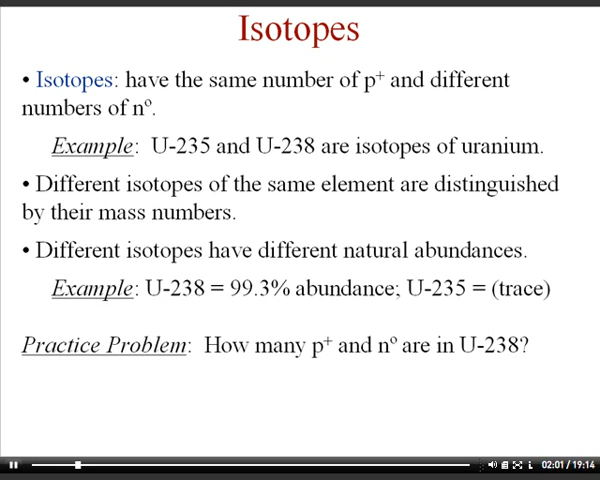 Isotopes
• Isotopes: have the same number of p⁺ and different
numbers of nº.
Example: U-235 and U-238 are isotopes of uranium.
• Different isotopes of the same element are distinguished
by their mass numbers.
• Different isotopes have different natural abundances.
Example: U-238 = 99.3% abundance; U-235 = (trace)
Practice Problem: How many p⁺ and nº are in U-238?
02:01 / 19:14